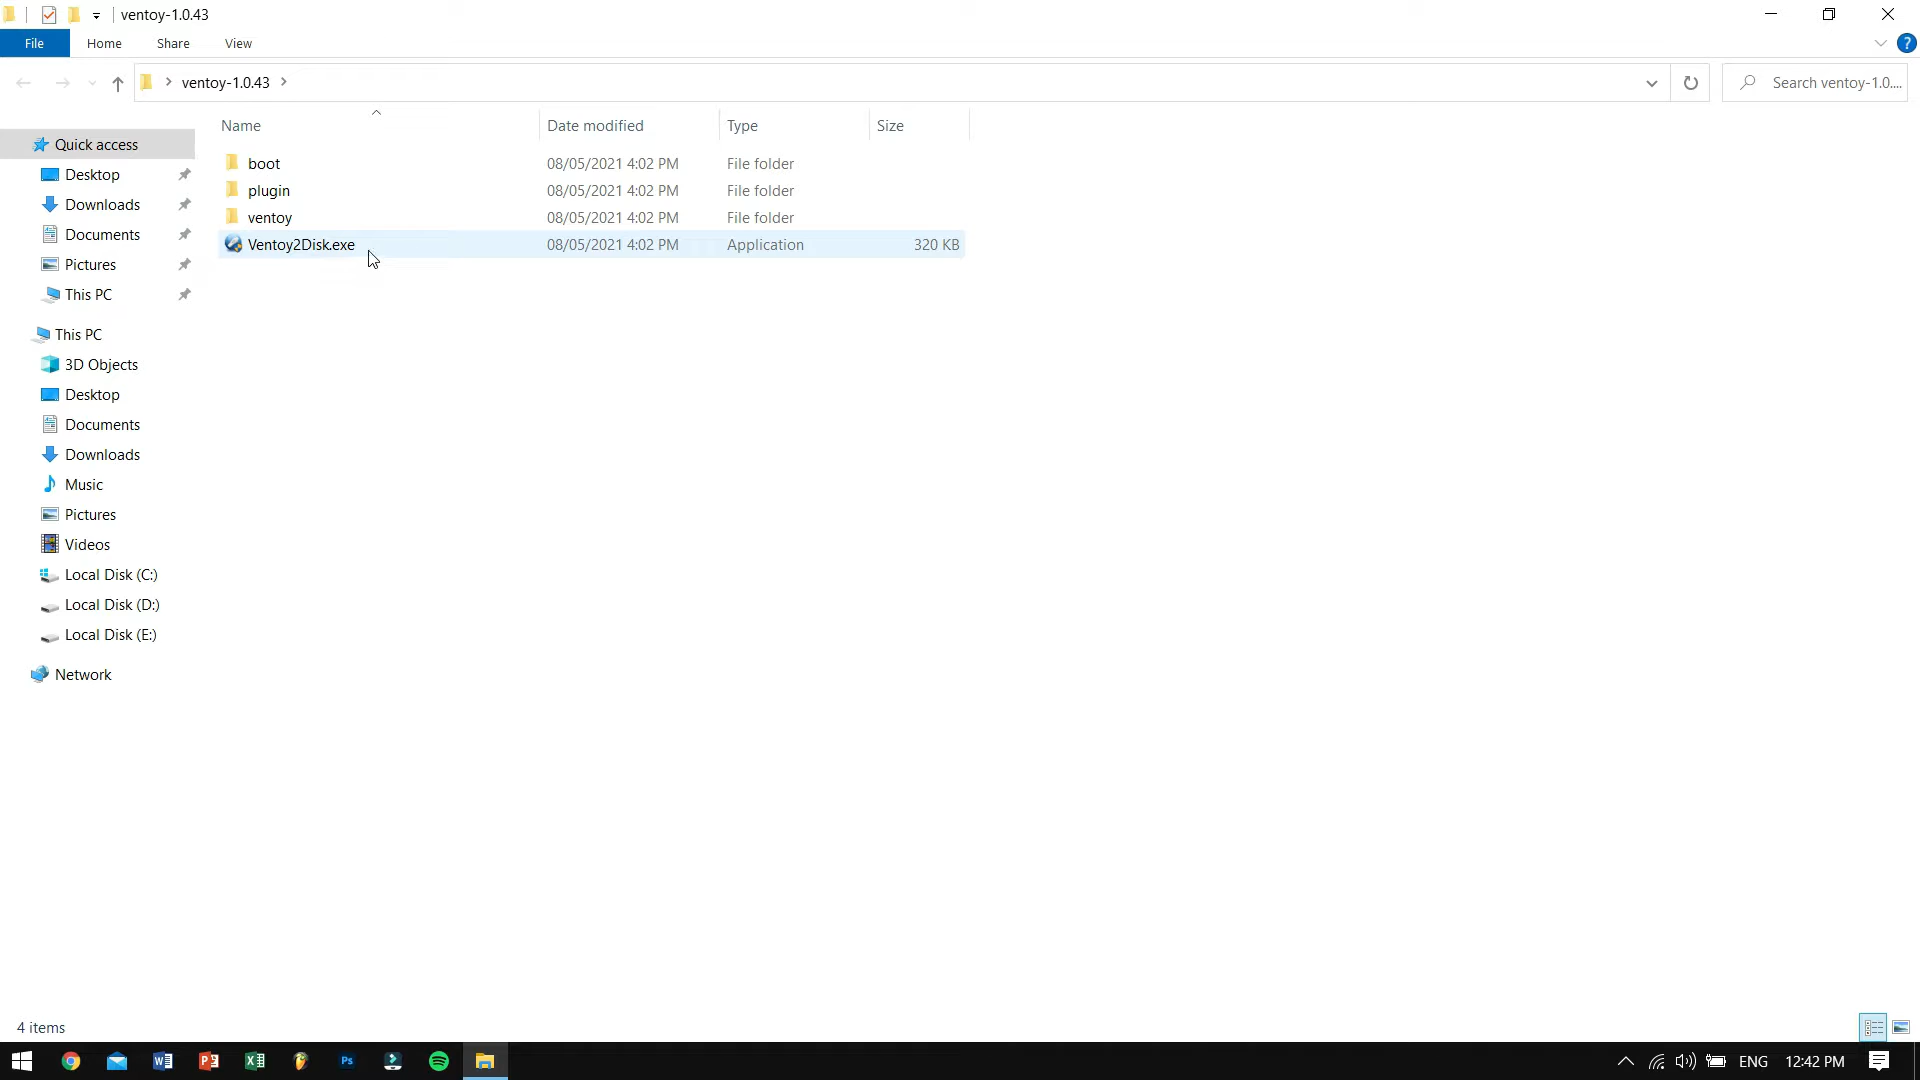 ventoy-1.0.43
File Home Share View
ventoy-1.0.43
Search ventoy-1.0....
Name Date modified Type Size
Quick access
Desktop
Downloads
Documents
Pictures
This PC
This PC
3D Objects
Desktop
Documents
Downloads
Music
Pictures
Videos
Local Disk (C:)
Local Disk (D:)
Local Disk (E:)
Network
boot 08/05/2021 4:02 PM File folder
plugin 08/05/2021 4:02 PM File folder
ventoy 08/05/2021 4:02 PM File folder
Ventoy2Disk.exe 08/05/2021 4:02 PM Application 320 KB
4 items
Ps
ENG 12:42 PM